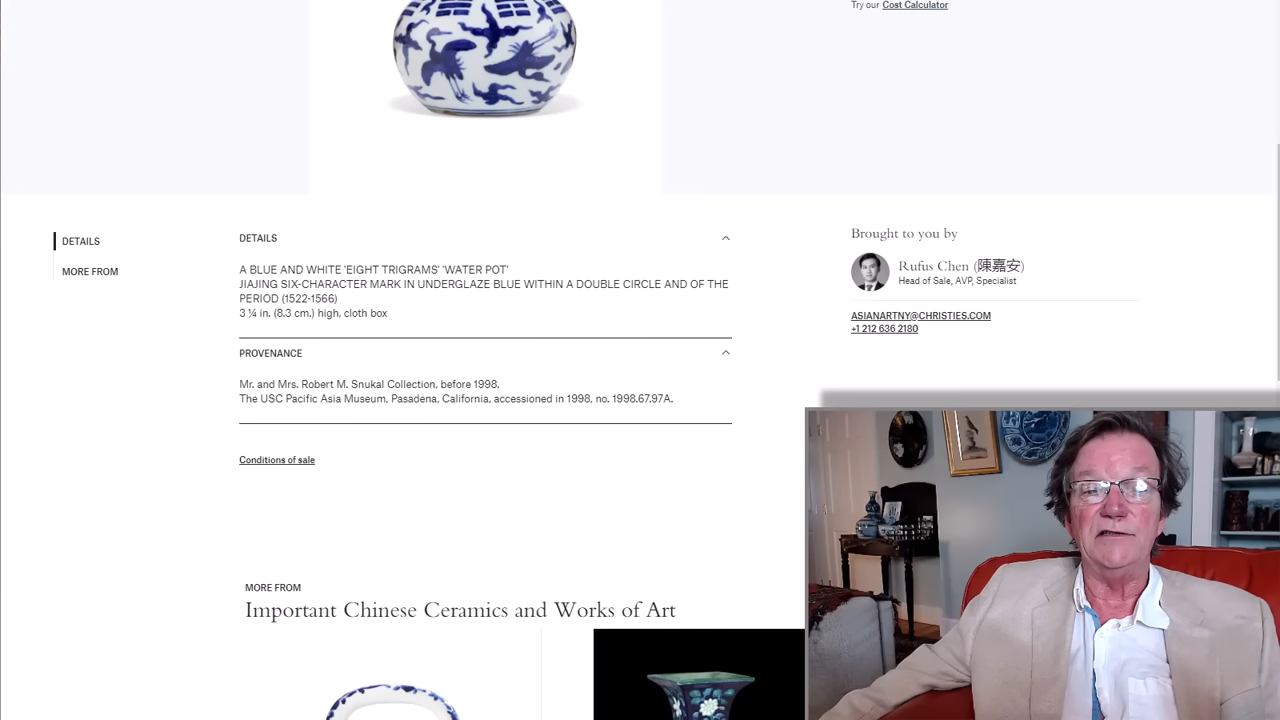 Try our Cost Calculator
DETAILS
MORE FROM
DETAILS
A BLUE AND WHITE 'EIGHT TRIGRAMS' 'WATER POT'
JIAJING SIX-CHARACTER MARK IN UNDERGLAZE BLUE WITHIN A DOUBLE CIRCLE AND OF THE
PERIOD (1522-1566)
3 ¼ in. (8.3 cm.) high, cloth box
PROVENANCE
Mr. and Mrs. Robert M. Snukal Collection, before 1998.
The USC Pacific Asia Museum, Pasadena, California, accessioned in 1998, no. 1998.67.97A.
Conditions of sale
Brought to you by
Rufus Chen (陳嘉安)
Head of Sale, AVP, Specialist
ASIANARTNY@CHRISTIES.COM
+1 212 636 2180
MORE FROM
Important Chinese Ceramics and Works of Art